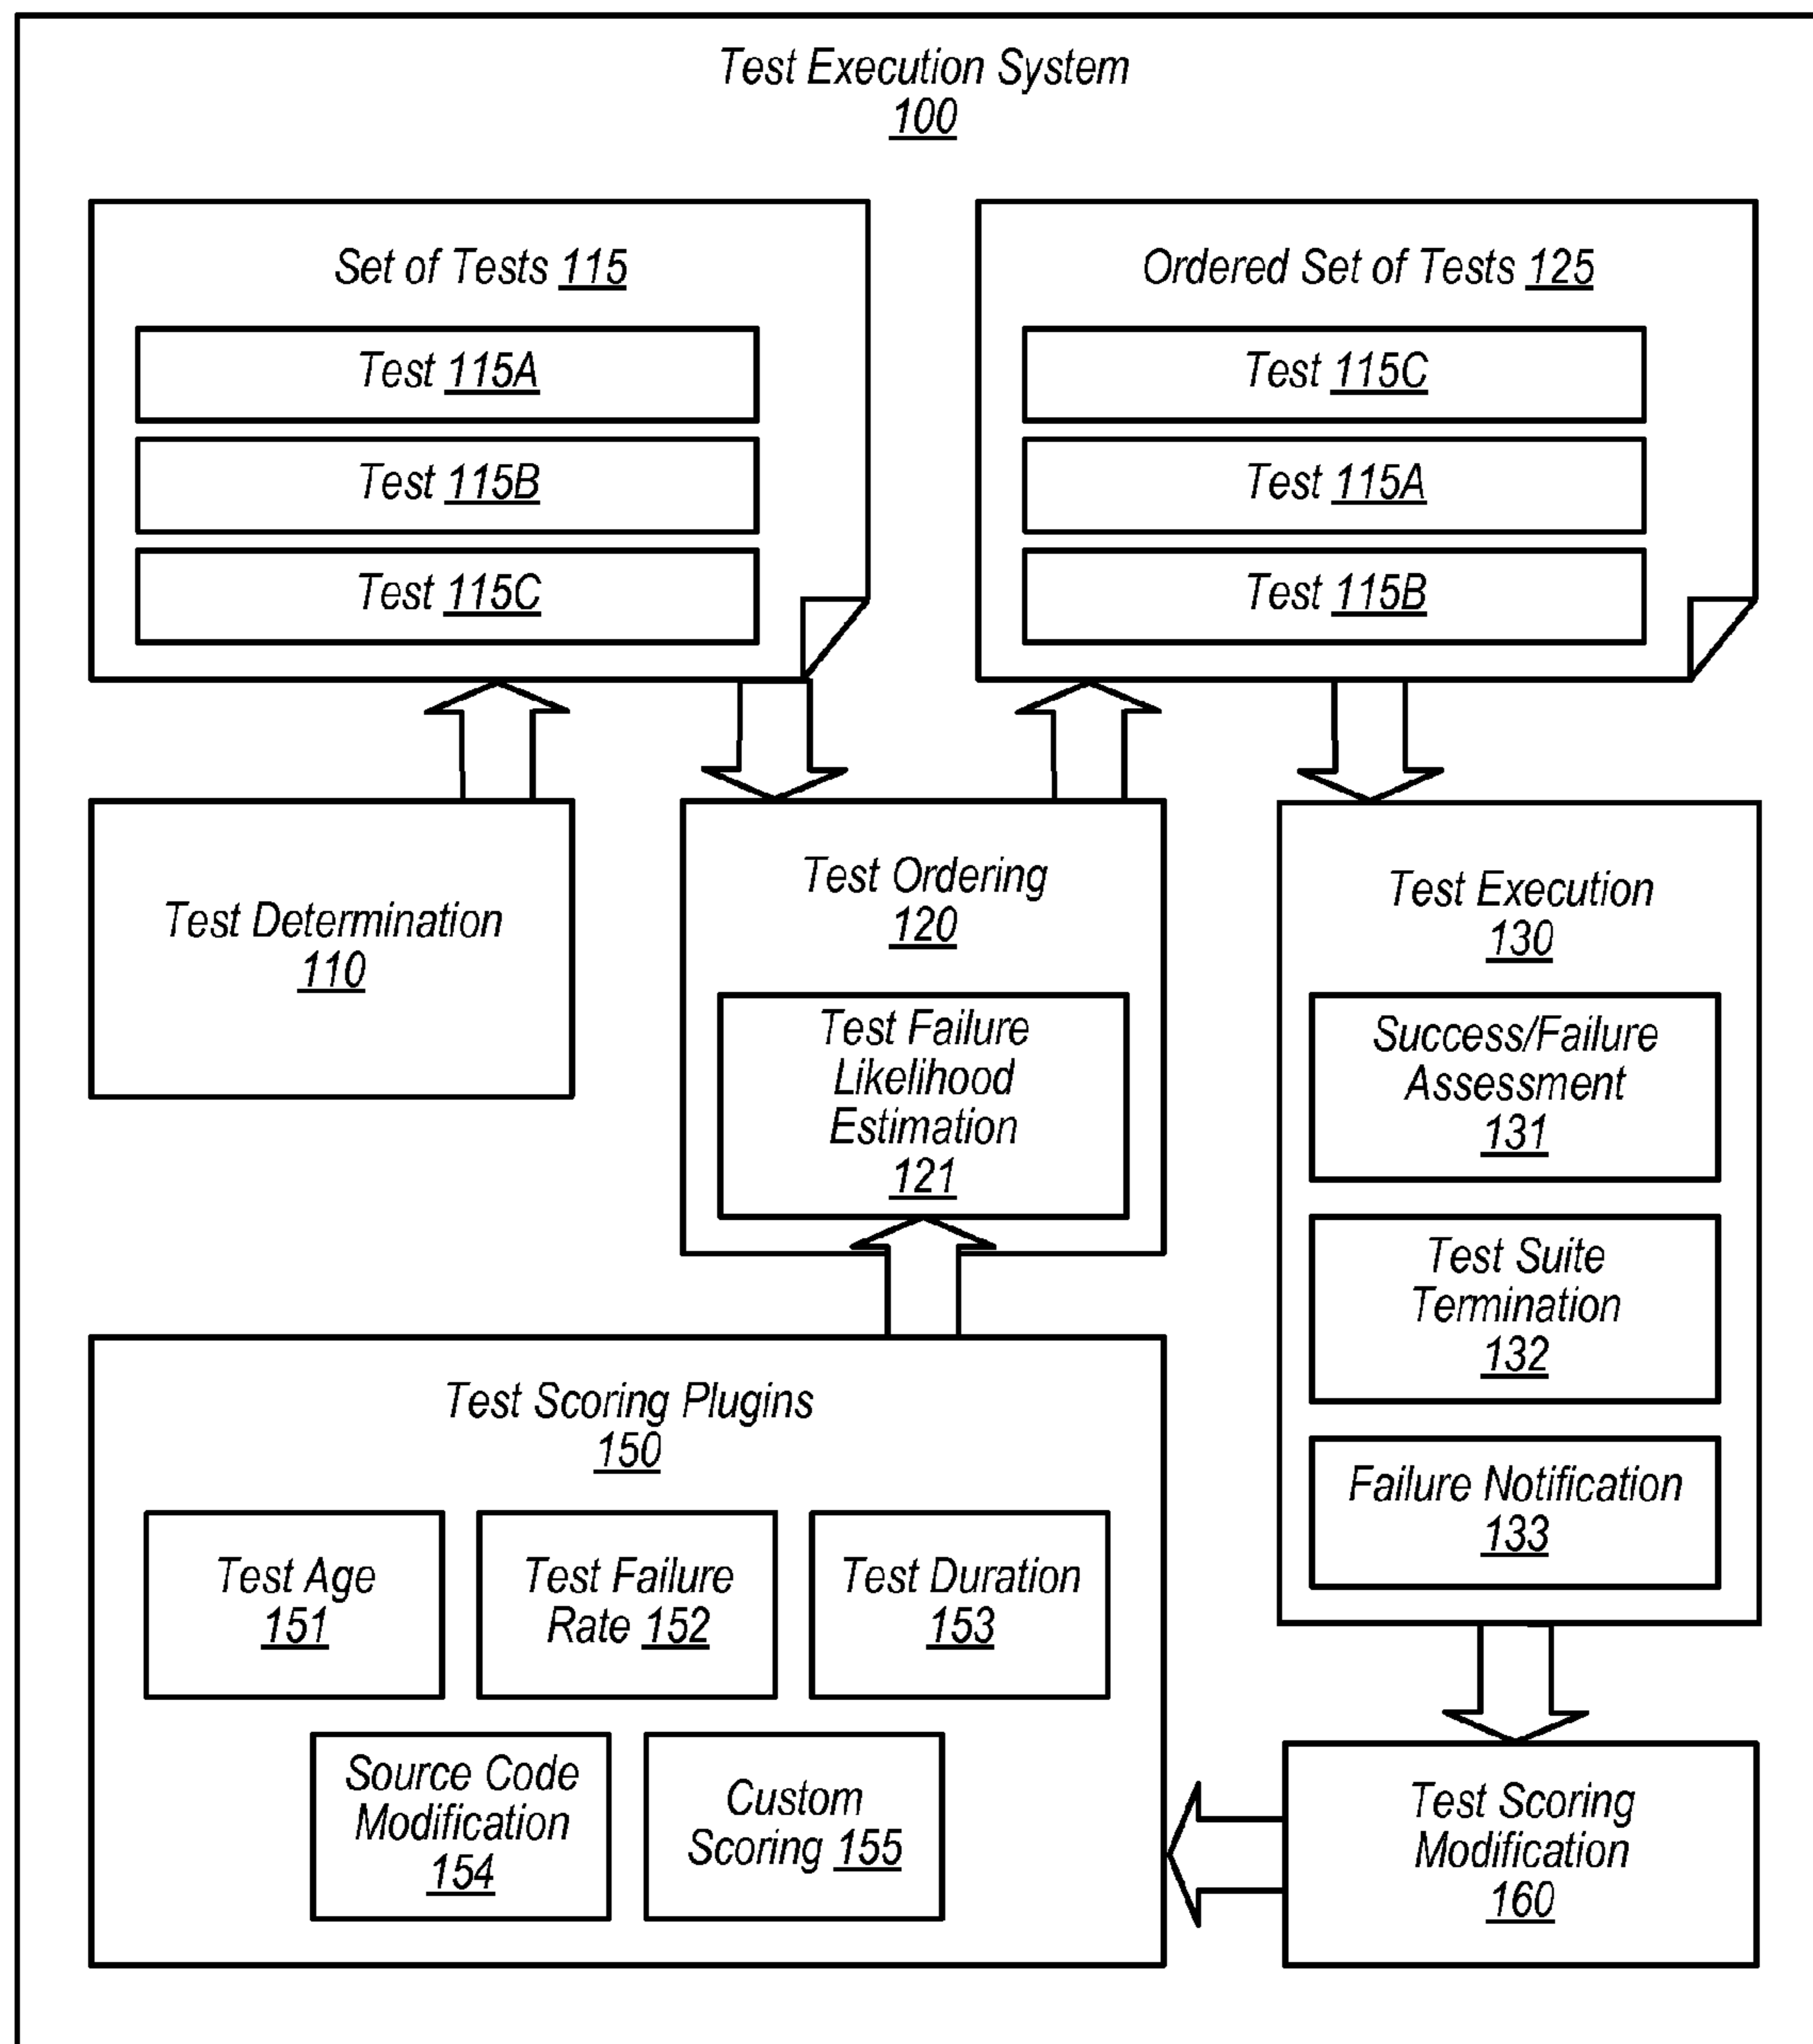 Test Execution System
100
Set of Tests 115
Test 115A
Test 115B
Test 115C
Ordered Set of Tests 125
Test 115C
Test 115A
Test 115B
Test Determination
110
Test Ordering
120
Test Failure
Likelihood
Estimation
121
Test Execution
130
Success/Failure
Assessment
131
Test Suite
Termination
132
Failure Notification
133
Test Scoring Plugins
150
Test Age
151
Test Failure
Rate 152
Test Duration
153
Source Code
Modification
154
Custom
Scoring 155
Test Scoring
Modification
160